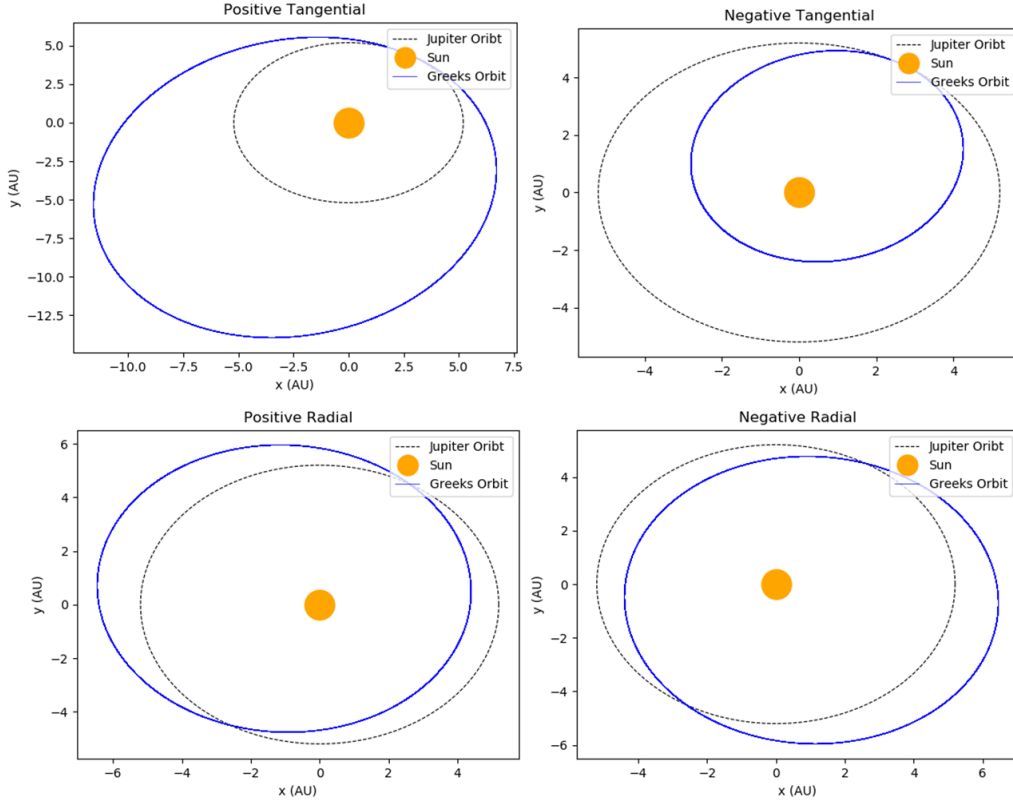 Positive Tangential
Jupiter Oribt
Sun
Greeks Orbit
5.0
2.5
0.0
−2.5
−5.0
−7.5
−10.0
−12.5
y (AU)
−10.0 −7.5 −5.0 −2.5 0.0 2.5 5.0 7.5
x (AU)
Negative Tangential
Jupiter Oribt
Sun
Greeks Orbit
4
2
0
−2
−4
y (AU)
−4 −2 0 2 4
x (AU)
Positive Radial
Jupiter Oribt
Sun
Greeks Orbit
6
4
2
0
−2
−4
y (AU)
−6 −4 −2 0 2 4
x (AU)
Negative Radial
Jupiter Oribt
Sun
Greeks Orbit
4
2
0
−2
−4
−6
y (AU)
−4 −2 0 2 4 6
x (AU)